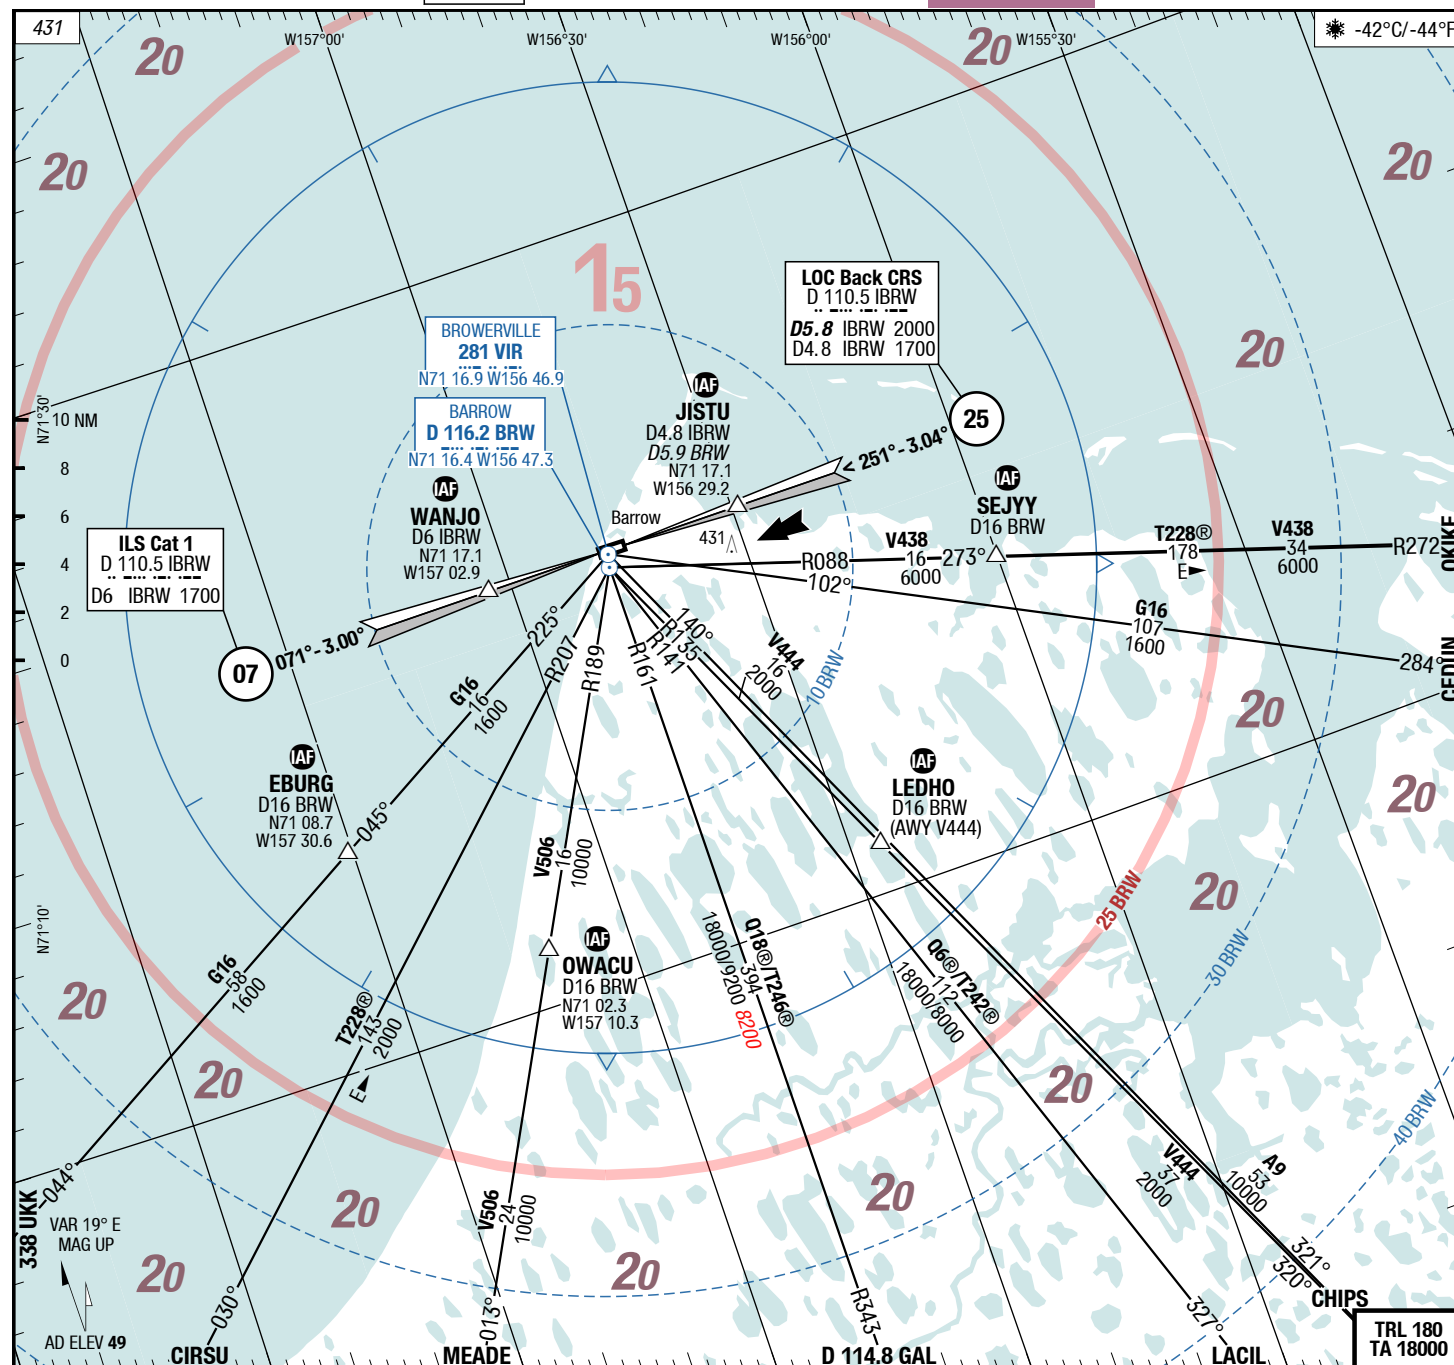 431
-42°C/-44°F
W157°00'
W156°30'
W156°00'
W155°30'
20
20
20
20
15
LOC Back CRS
D 110.5 IBRW
D5.8 IBRW 2000
D4.8 IBRW 1700
BROWERVILLE
281 VIR
N71 16.9 W156 46.9
20
BARROW
D 116.2 BRW
N71 16.4 W156 47.3
IAF
JISTU
D4.8 IBRW
D5.9 BRW
N71 17.1
W156 29.2
25
< 251°-3.04°
N71°30'
10 NM
8
6
4
2
0
IAF
WANJO
D6 IBRW
N71 17.1
W157 02.9
IAF
SEJYY
D16 BRW
Barrow
431
ILS Cat 1
D 110.5 IBRW
D6 IBRW 1700
R088
V438
16
6000
273°
T228®
178
E
V438
34
6000
R272
OKIKE
102°
G16
107
1600
284°
GEDUN
07
071°-3.00°
225°
R207
R189
R161
140°
R135
R141
V444
16
2000
10 BRW
G16
16
1600
20
IAF
EBURG
D16 BRW
N71 08.7
W157 30.6
045°
IAF
LEDHO
D16 BRW
(AWY V444)
20
V506
16
10000
25 BRW
20
N71°10'
IAF
OWACU
D16 BRW
N71 02.3
W157 10.3
Q18®/T246®
394
18000/9200 8200
Q6®/T242®
112
18000/8000
30 BRW
G16
58
1600
20
T228®
143
2000
E
20
20
40 BRW
V444
37
2000
A9
53
10000
044°
338 UKK
VAR 19° E
MAG UP
20
20
V506
24
10000
20
20
321°
320°
CHIPS
AD ELEV 49
030°
CIRSU
013°
MEADE
R343
D 114.8 GAL
327°
LACIL
TRL 180
TA 18000